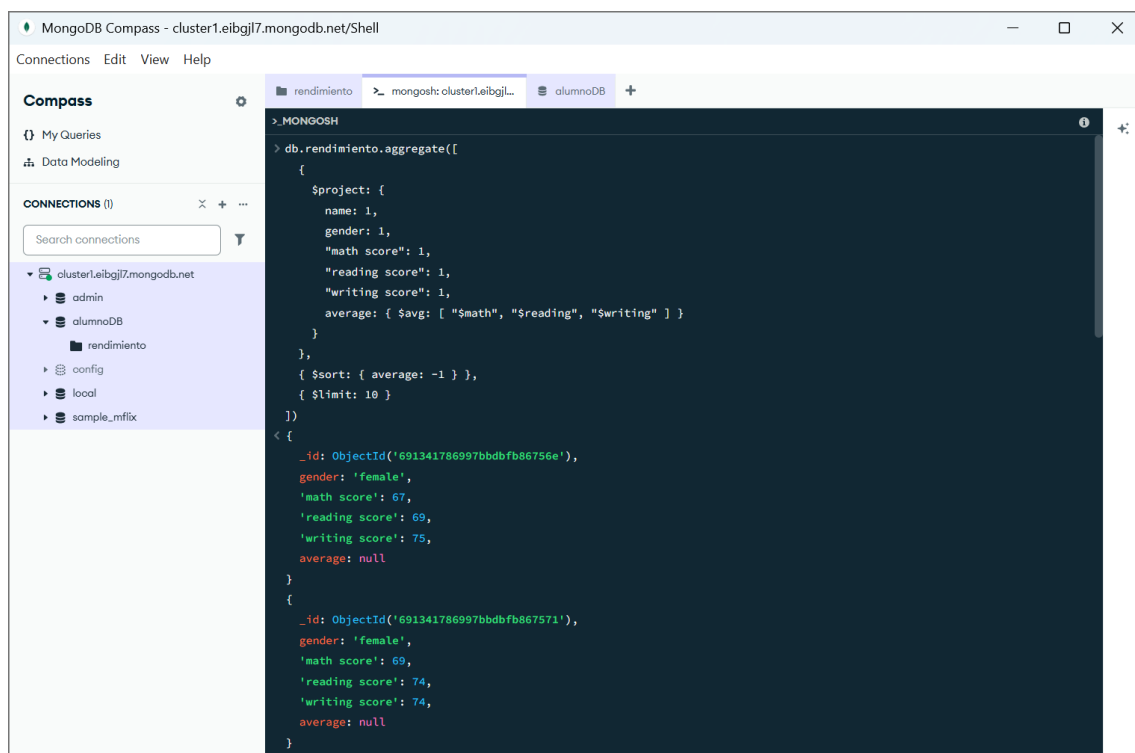 MongoDB Compass - cluster1.eibgjl7.mongodb.net/Shell
Connections Edit View Help
Compass
My Queries
Data Modeling
CONNECTIONS (1)
Search connections
cluster1.eibgjl7.mongodb.net
admin
alumnoDB
rendimiento
config
local
sample_mflix
rendimiento
>_ mongosh: cluster1.eibgjl...
alumnoDB
>_MONGOSH
> db.rendimiento.aggregate([
{
$project: {
name: 1,
gender: 1,
"math score": 1,
"reading score": 1,
"writing score": 1,
average: { $avg: [ "$math", "$reading", "$writing" ] }
}
},
{ $sort: { average: -1 } },
{ $limit: 10 }
])
< {
_id: ObjectId('691341786997bbdbfb86756e'),
gender: 'female',
'math score': 67,
'reading score': 69,
'writing score': 75,
average: null
}
{
_id: ObjectId('691341786997bbdbfb867571'),
gender: 'female',
'math score': 69,
'reading score': 74,
'writing score': 74,
average: null
}